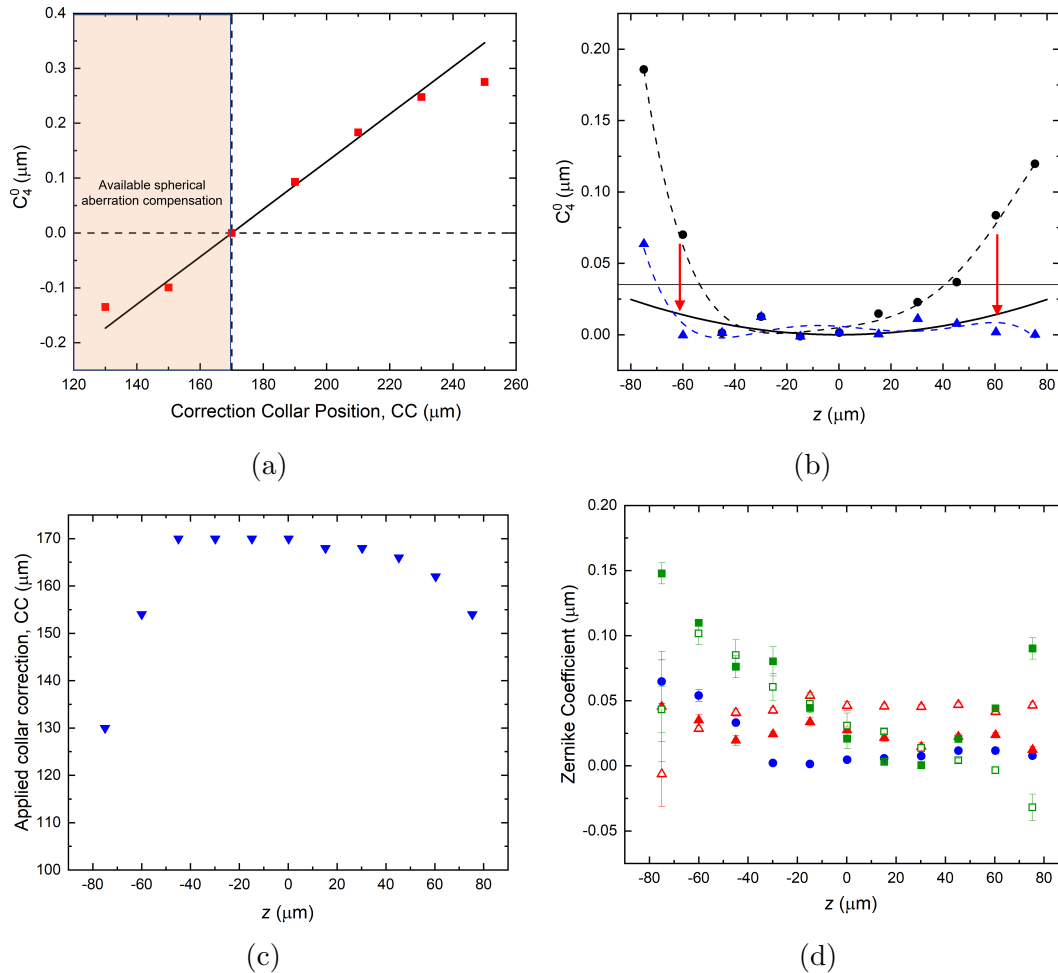 0.4
0.3
0.2
0.1
0.0
-0.1
-0.2
C₄⁰ (μm)
Available spherical
aberration compensation
120 140 160 180 200 220 240 260
Correction Collar Position, CC (μm)
(a)
0.20
0.15
0.10
0.05
0.00
C₄⁰ (μm)
-80 -60 -40 -20 0 20 40 60 80
z (μm)
(b)
170
160
150
140
130
120
110
100
Applied collar correction, CC (μm)
-80 -60 -40 -20 0 20 40 60 80
z (μm)
(c)
0.20
0.15
0.10
0.05
0.00
-0.05
Zernike Coefficient (μm)
-80 -60 -40 -20 0 20 40 60 80
z (μm)
(d)